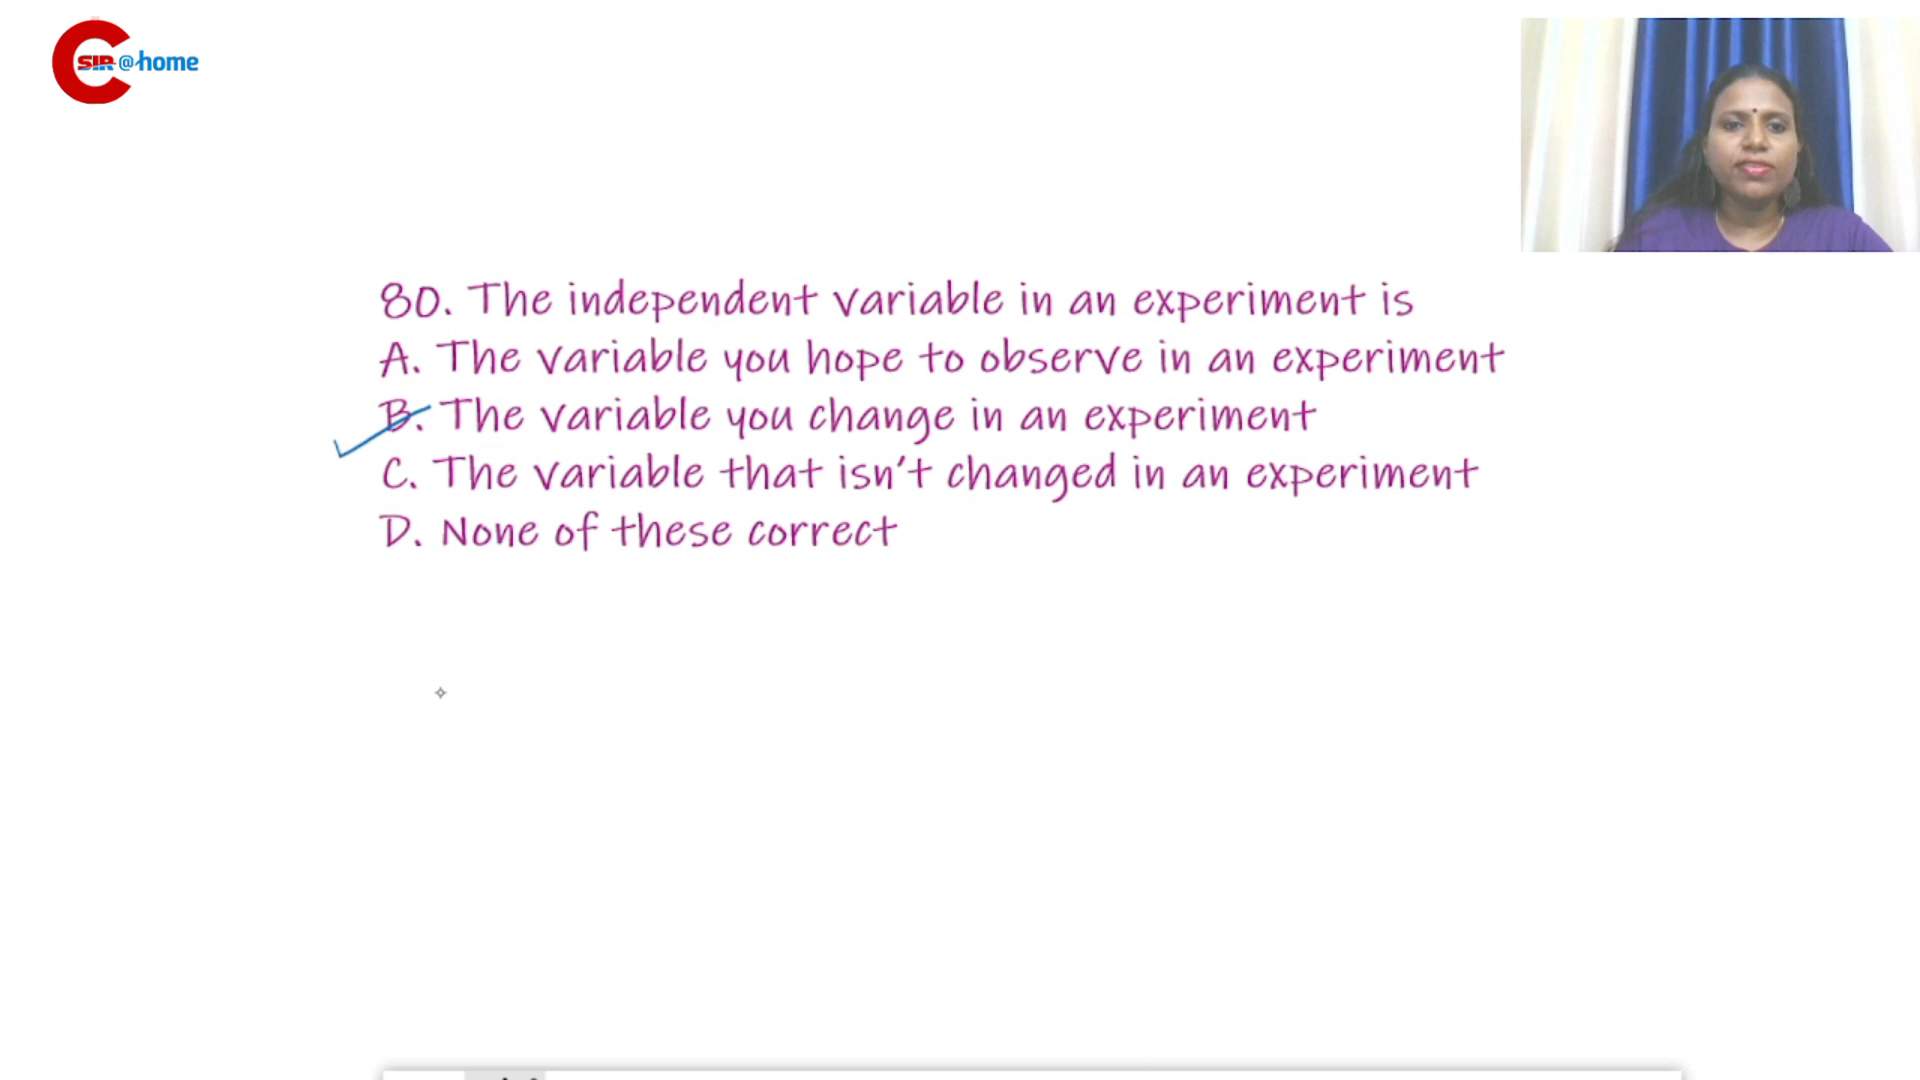 CSIR@home
80. The independent variable in an experiment is
A. The variable you hope to observe in an experiment
B. The variable you change in an experiment
C. The variable that isn't changed in an experiment
D. None of these correct